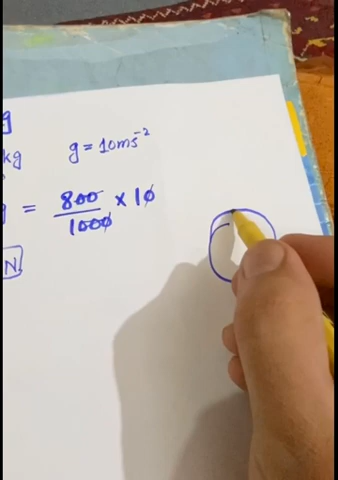 g
kg g = 10ms⁻²
g = 800/1000 × 10
N